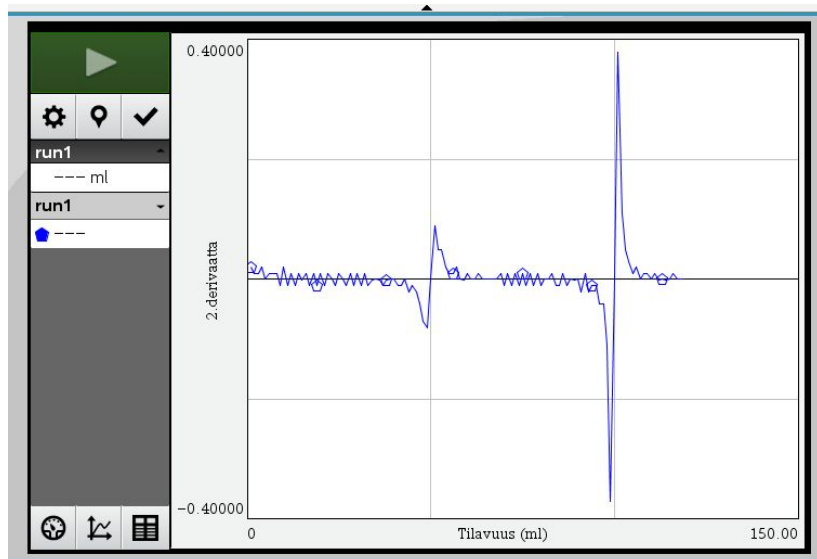 run1
--- ml
run1
---
0.40000
2.derivaatta
-0.40000
0
Tilavuus (ml)
150.00